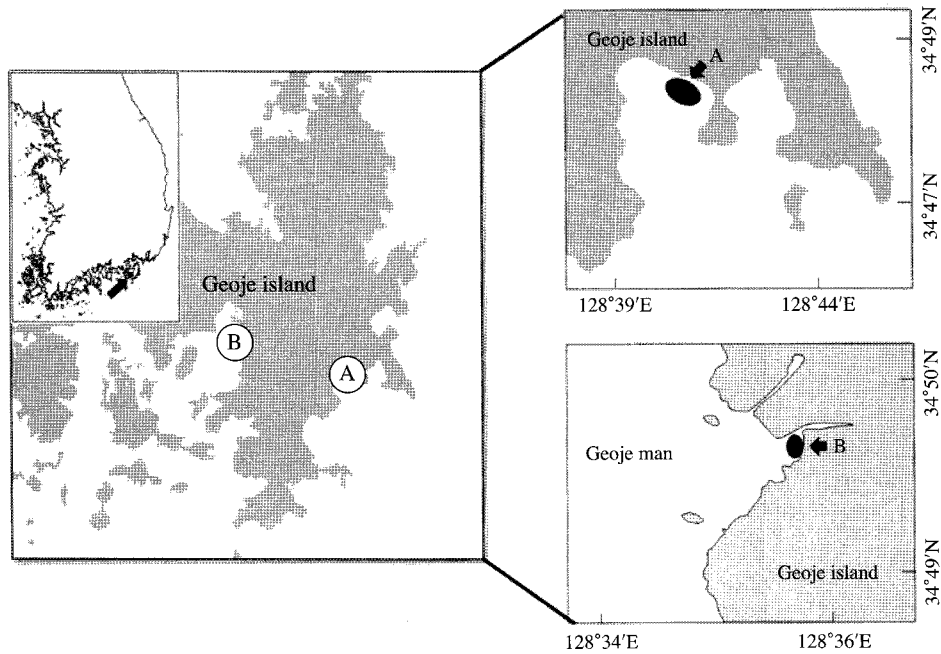 Geoje island
B
A
Geoje island
A
34°49′N
34°47′N
128°39′E
128°44′E
Geoje man
B
Geoje island
34°50′N
34°49′N
128°34′E
128°36′E